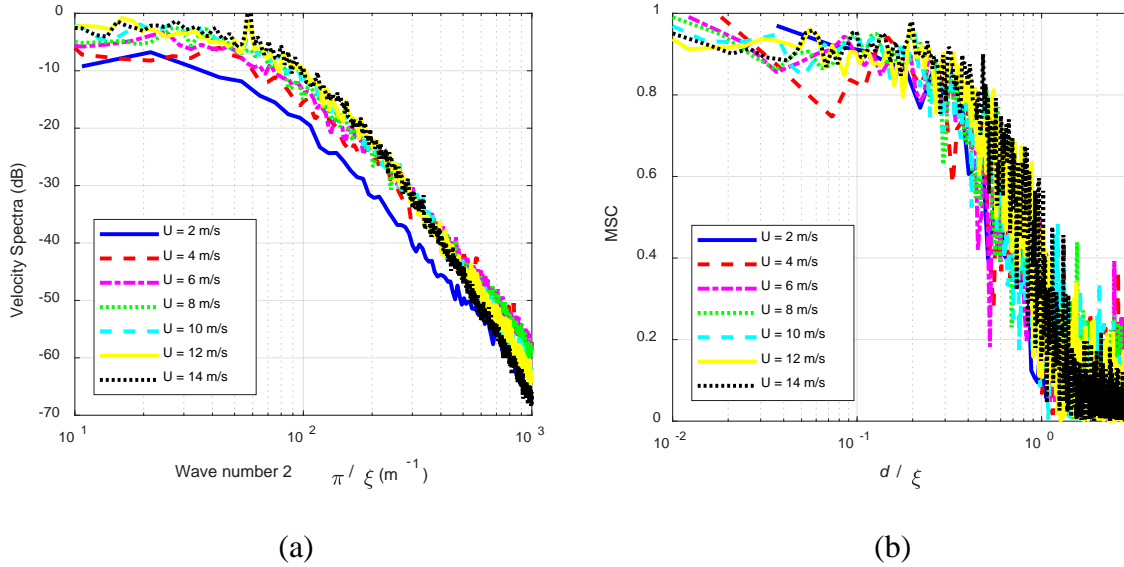 0
-10
-20
-30
-40
-50
-60
-70
Velocity Spectra (dB)
U = 2 m/s
U = 4 m/s
U = 6 m/s
U = 8 m/s
U = 10 m/s
U = 12 m/s
U = 14 m/s
10^1 10^2 10^3
Wave number 2 π / ξ (m^-1)
(a)
1
0.8
0.6
0.4
0.2
0
MSC
U = 2 m/s
U = 4 m/s
U = 6 m/s
U = 8 m/s
U = 10 m/s
U = 12 m/s
U = 14 m/s
10^-2 10^-1 10^0
d / ξ
(b)